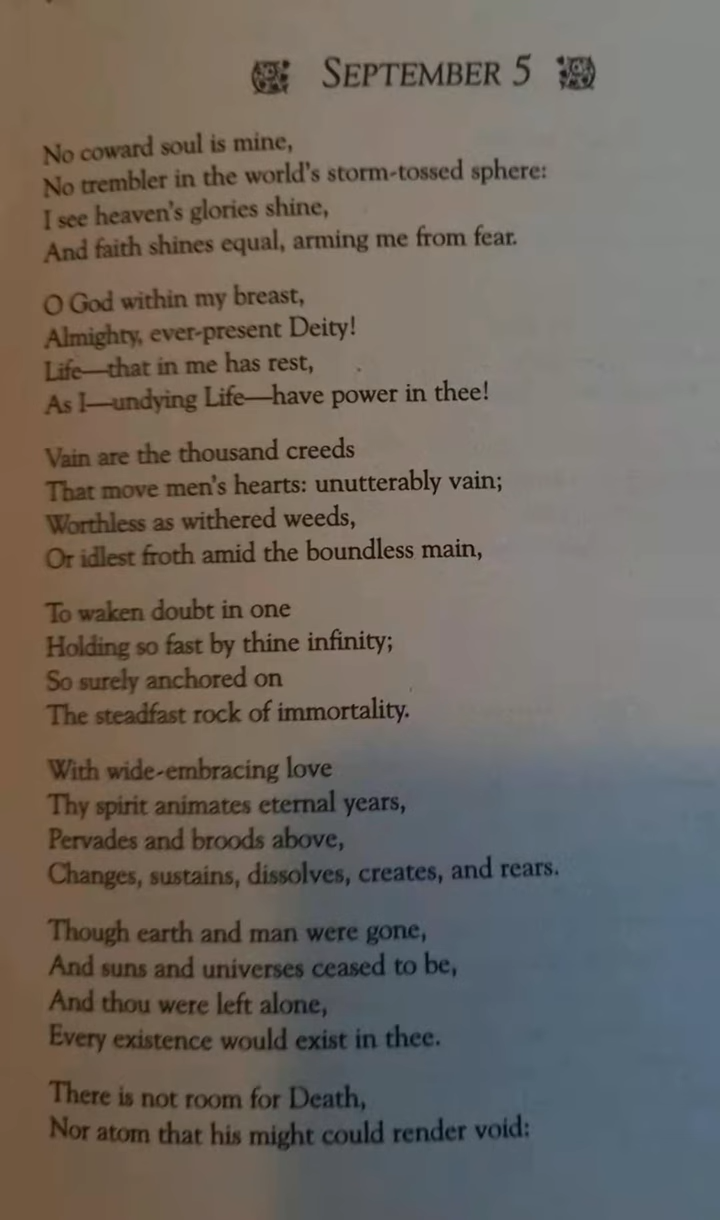 SEPTEMBER 5
No coward soul is mine,
No trembler in the world's storm-tossed sphere:
I see heaven's glories shine,
And faith shines equal, arming me from fear.
O God within my breast,
Almighty, ever-present Deity!
Life—that in me has rest,
As I—undying Life—have power in thee!
Vain are the thousand creeds
That move men's hearts: unutterably vain;
Worthless as withered weeds,
Or idlest froth amid the boundless main,
To waken doubt in one
Holding so fast by thine infinity;
So surely anchored on
The steadfast rock of immortality.
With wide-embracing love
Thy spirit animates eternal years,
Pervades and broods above,
Changes, sustains, dissolves, creates, and rears.
Though earth and man were gone,
And suns and universes ceased to be,
And thou were left alone,
Every existence would exist in thee.
There is not room for Death,
Nor atom that his might could render void: